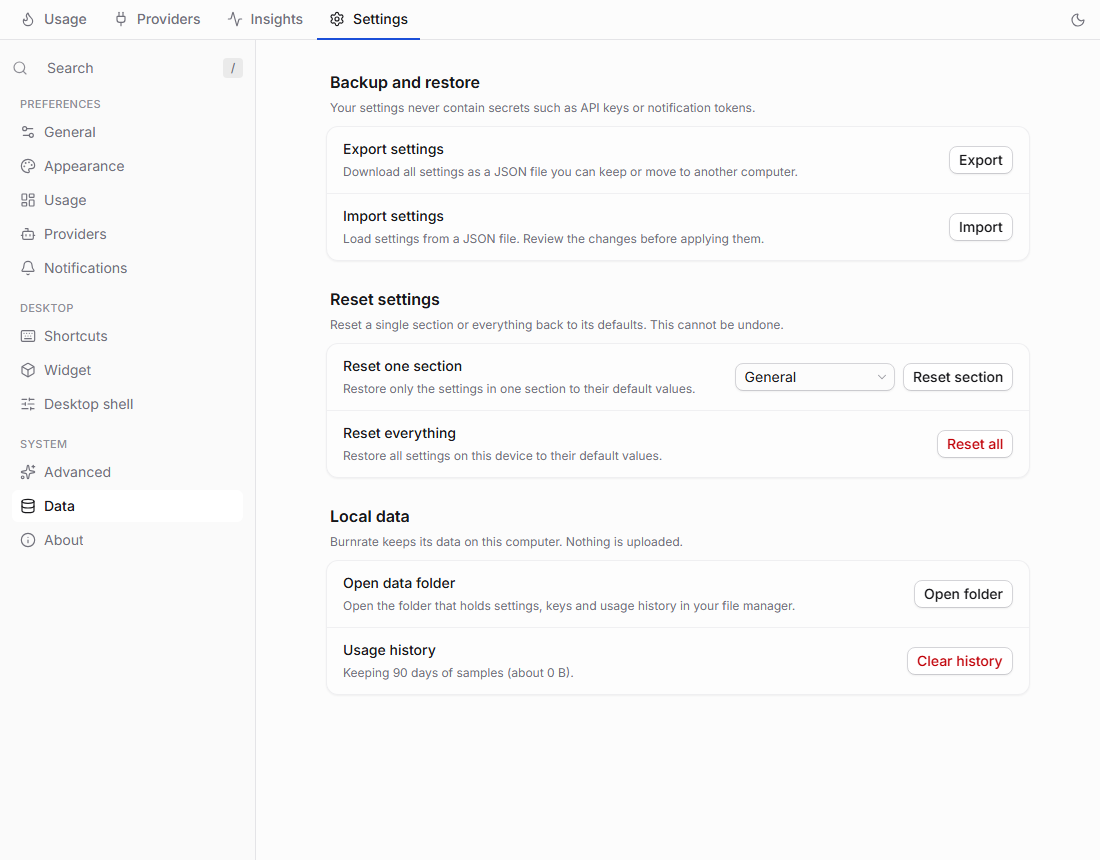 Usage
Providers
Insights
Settings
Search
/
PREFERENCES
General
Appearance
Usage
Providers
Notifications
DESKTOP
Shortcuts
Widget
Desktop shell
SYSTEM
Advanced
Data
About
Backup and restore
Your settings never contain secrets such as API keys or notification tokens.
Export settings
Download all settings as a JSON file you can keep or move to another computer.
Export
Import settings
Load settings from a JSON file. Review the changes before applying them.
Import
Reset settings
Reset a single section or everything back to its defaults. This cannot be undone.
Reset one section
Restore only the settings in one section to their default values.
General
Reset section
Reset everything
Restore all settings on this device to their default values.
Reset all
Local data
Burnrate keeps its data on this computer. Nothing is uploaded.
Open data folder
Open the folder that holds settings, keys and usage history in your file manager.
Open folder
Usage history
Keeping 90 days of samples (about 0 B).
Clear history